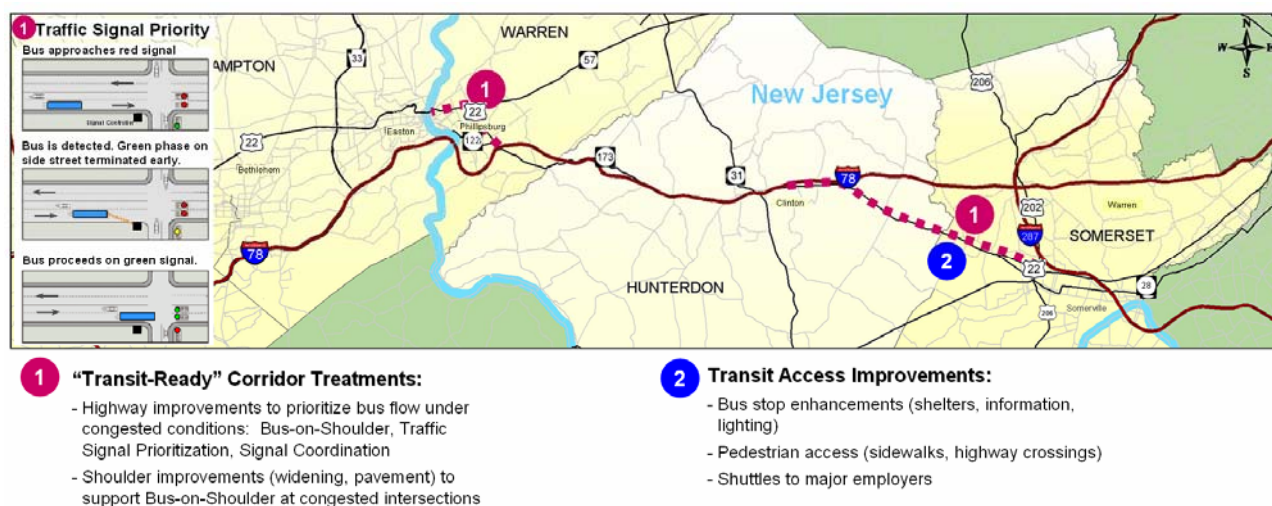 1 Traffic Signal Priority
Bus approaches red signal
Signal Controller
Bus is detected. Green phase on
side street terminated early.
Bus proceeds on green signal.
AMPTON
WARREN
33
57
22
Easton
Phillipsburg
1
22
122
Bethlehem
78
173
New Jersey
31
Clinton
78
HUNTERDON
206
202
287
Warren
SOMERSET
1
2
22
28
Somerville
206
N
W
E
S
1 “Transit-Ready” Corridor Treatments:
- Highway improvements to prioritize bus flow under
congested conditions: Bus-on-Shoulder, Traffic
Signal Prioritization, Signal Coordination
- Shoulder improvements (widening, pavement) to
support Bus-on-Shoulder at congested intersections
2 Transit Access Improvements:
- Bus stop enhancements (shelters, information,
lighting)
- Pedestrian access (sidewalks, highway crossings)
- Shuttles to major employers